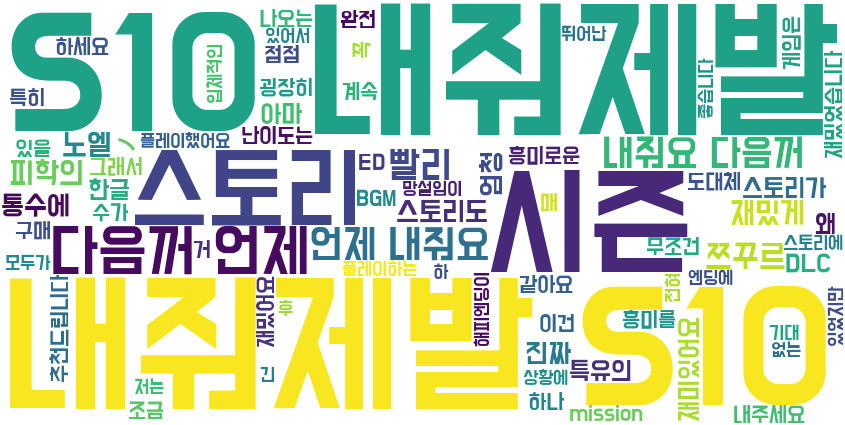 S10 내줘제발
하세요
특히
입체적인
나오는
있어서
점점
굉장히
아마
난이도는
완전
짝
계속
뛰어난
좋습니다
게임은
재밌었습니다
있을
노엘
플레이했어요
피학의
그래서
한글
통수에
수가
구매
모두가
스토리
ED
빨리
BGM
망설임이
스토리도
엄청
흥미로운
시즌
매
내줘요 다음꺼
도대체
스토리가
재밌게
왜
무조건
쯔꾸르
스토리에
DLC
엔딩에
다음꺼
거
언제
언제 내줘요
플레이하는
하
같아요
추천드립니다
재밌어요
후
긴
저는
조금
내줘제발 S10
해피엔딩이
이건
진짜
상황에
하나
특유의
흥미를
mission
재미있어요
전혀
기대
없는
있었지만
내주세요